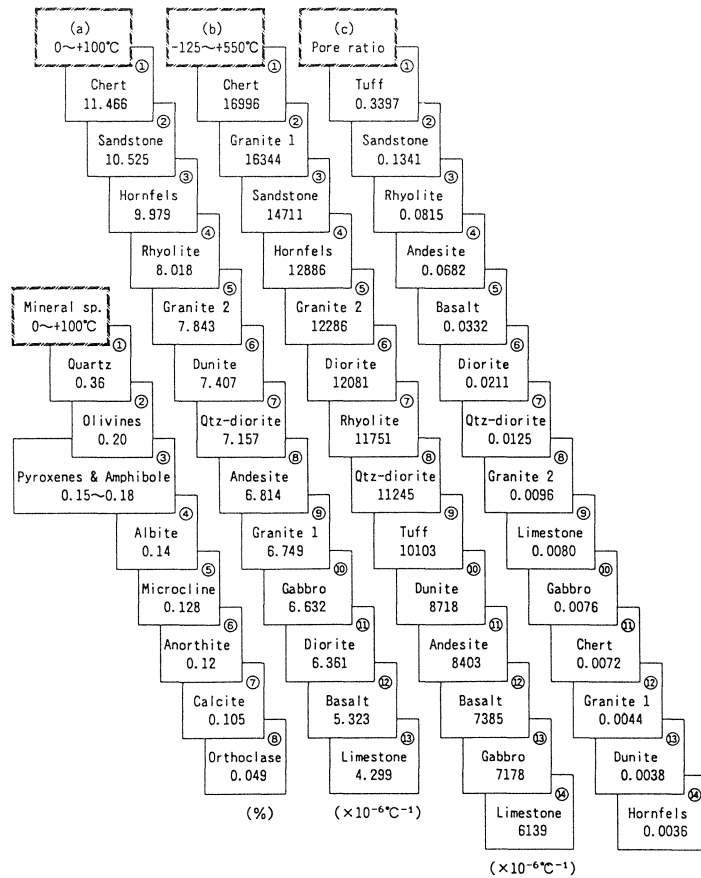 (a)
0～+100℃
①
Chert
11.466
②
Sandstone
10.525
③
Hornfels
9.979
④
Rhyolite
8.018
⑤
Granite 2
7.843
⑥
Dunite
7.407
⑦
Qtz-diorite
7.157
⑧
Andesite
6.814
⑨
Granite 1
6.749
⑩
Gabbro
6.632
⑪
Diorite
6.361
⑫
Basalt
5.323
⑬
Limestone
4.299
(×10⁻⁶℃⁻¹)
(b)
-125～+550℃
①
Chert
16996
②
Granite 1
16344
③
Sandstone
14711
④
Hornfels
12886
⑤
Granite 2
12286
⑥
Diorite
12081
⑦
Rhyolite
11751
⑧
Qtz-diorite
11245
⑨
Tuff
10103
⑩
Dunite
8718
⑪
Andesite
8403
⑫
Basalt
7385
⑬
Gabbro
7178
⑭
Limestone
6139
(×10⁻⁶℃⁻¹)
(c)
Pore ratio
①
Tuff
0.3397
②
Sandstone
0.1341
③
Rhyolite
0.0815
④
Andesite
0.0682
⑤
Basalt
0.0332
⑥
Diorite
0.0211
⑦
Qtz-diorite
0.0125
⑧
Granite 2
0.0096
⑨
Limestone
0.0080
⑩
Gabbro
0.0076
⑪
Chert
0.0072
⑫
Granite 1
0.0044
⑬
Dunite
0.0038
⑭
Hornfels
0.0036
Mineral sp.
0～+100℃
①
Quartz
0.36
②
Olivines
0.20
③
Pyroxenes & Amphibole
0.15～0.18
④
Albite
0.14
⑤
Microcline
0.128
⑥
Anorthite
0.12
⑦
Calcite
0.105
⑧
Orthoclase
0.049
(%)